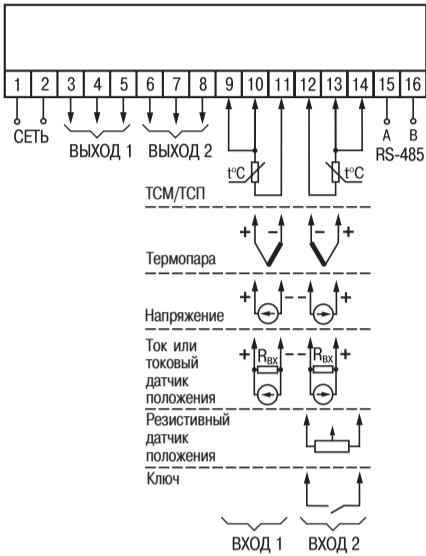 1 2 3 4 5 6 7 8 9 10 11 12 13 14 15 16
СЕТЬ
ВЫХОД 1
ВЫХОД 2
A B
RS-485
t°C
t°C
ТСМ/ТСП
+ - - +
Термопара
+ - - +
Напряжение
Ток или
токовый
датчик
положения
+ Rвх - - Rвх +
Резистивный
датчик
положения
Ключ
ВХОД 1
ВХОД 2